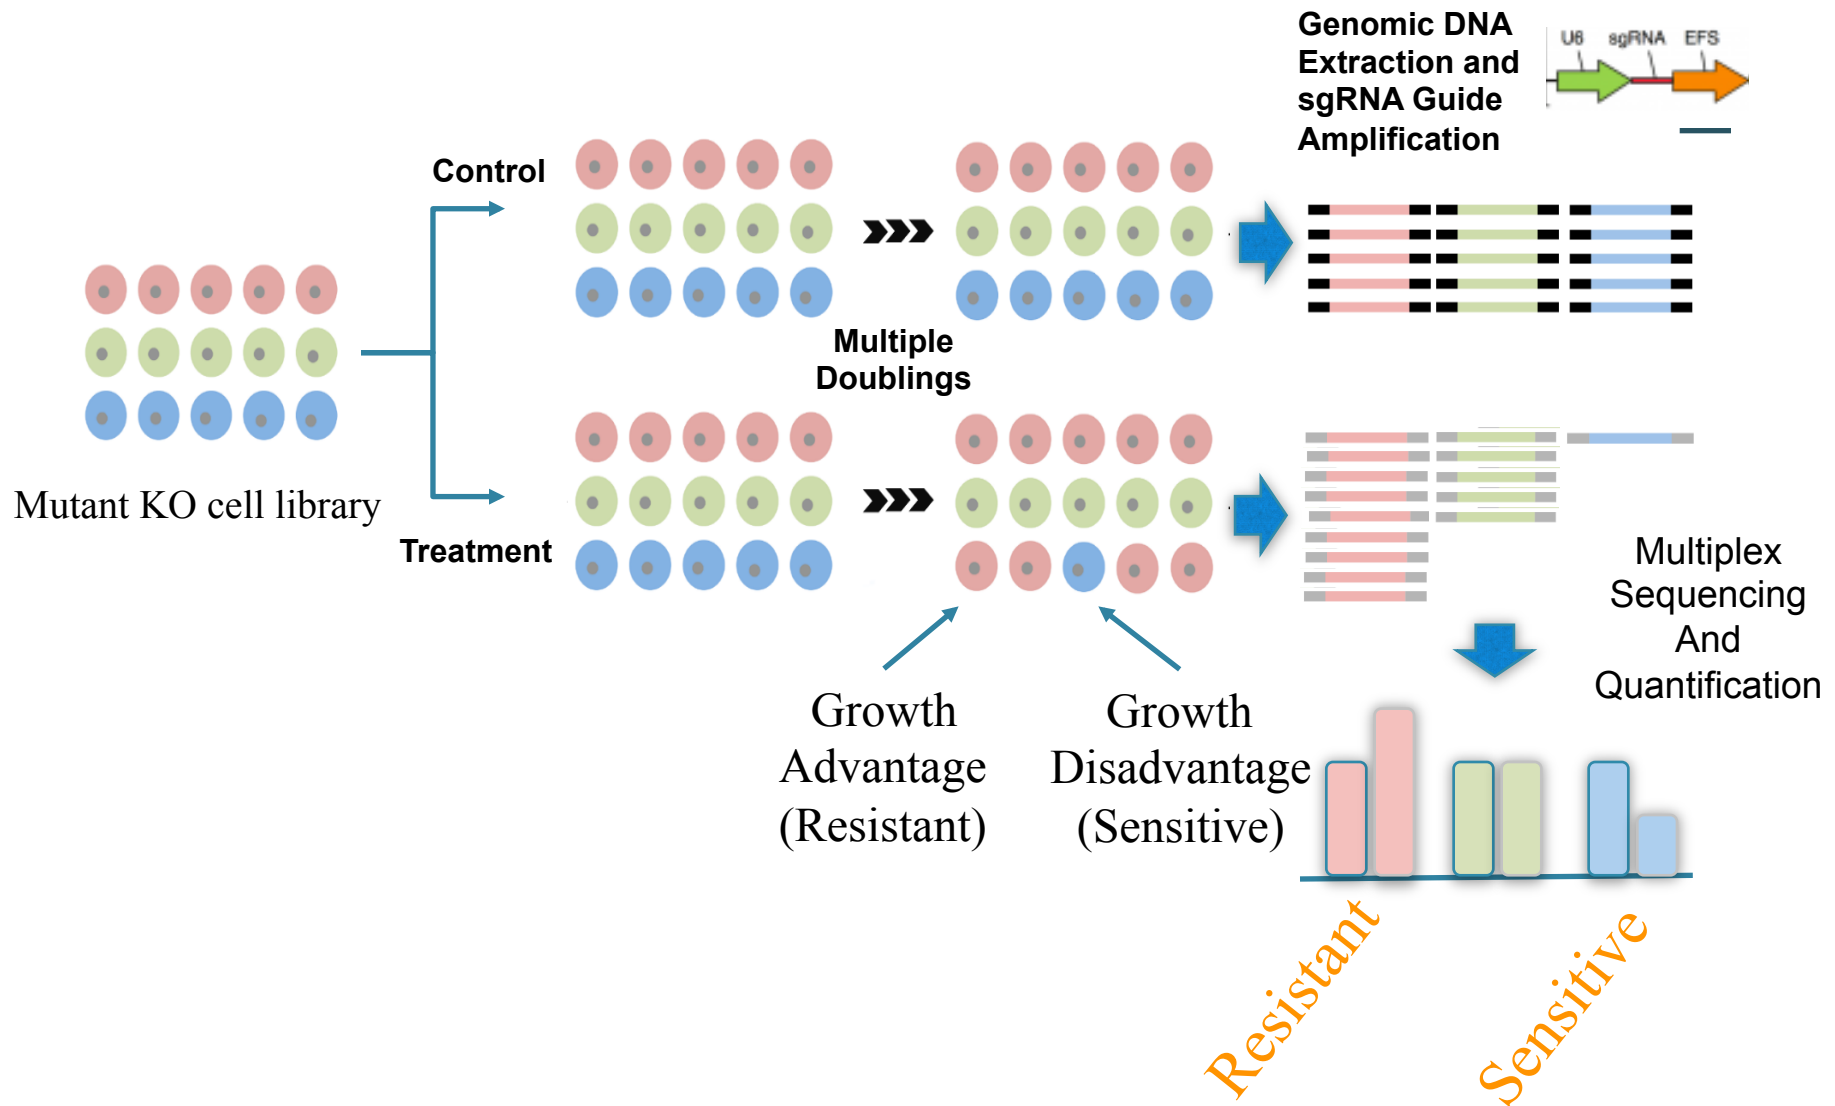 Genomic DNA
Extraction and
sgRNA Guide
Amplification
U6 sgRNA EFS
Control
Multiple
Doublings
Mutant KO cell library
Treatment
Multiplex
Sequencing
And
Quantification
Growth
Advantage
(Resistant)
Growth
Disadvantage
(Sensitive)
Resistant
Sensitive